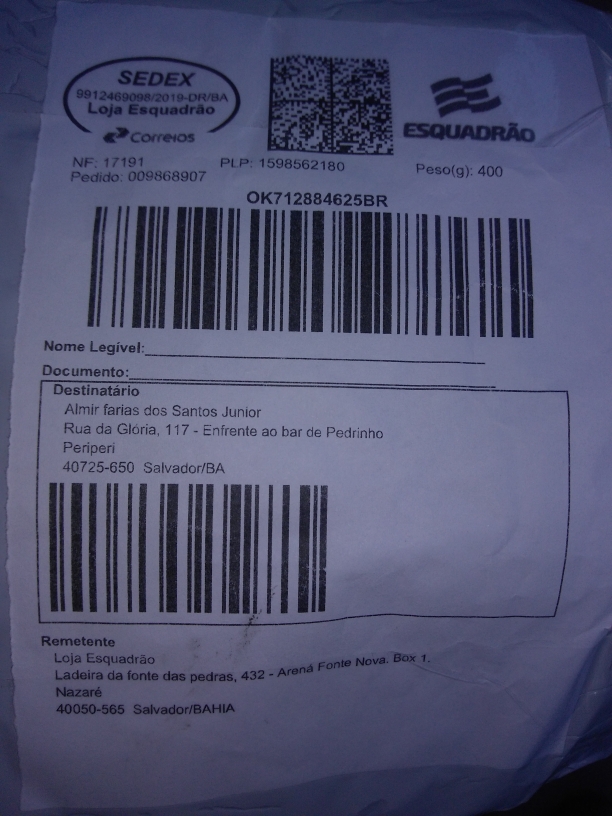 SEDEX
9912469098/2019-DR/BA
Loja Esquadrão
Correios
ESQUADRÃO
NF: 17191 PLP: 1598562180 Peso(g): 400
Pedido: 009868907
OK712884625BR
Nome Legível:
Documento:
Destinatário
Almir farias dos Santos Junior
Rua da Glória, 117 - Enfrente ao bar de Pedrinho
Periperi
40725-650 Salvador/BA
Remetente
Loja Esquadrão
Ladeira da fonte das pedras, 432 - Arena Fonte Nova. Box 1.
Nazaré
40050-565 Salvador/BAHIA